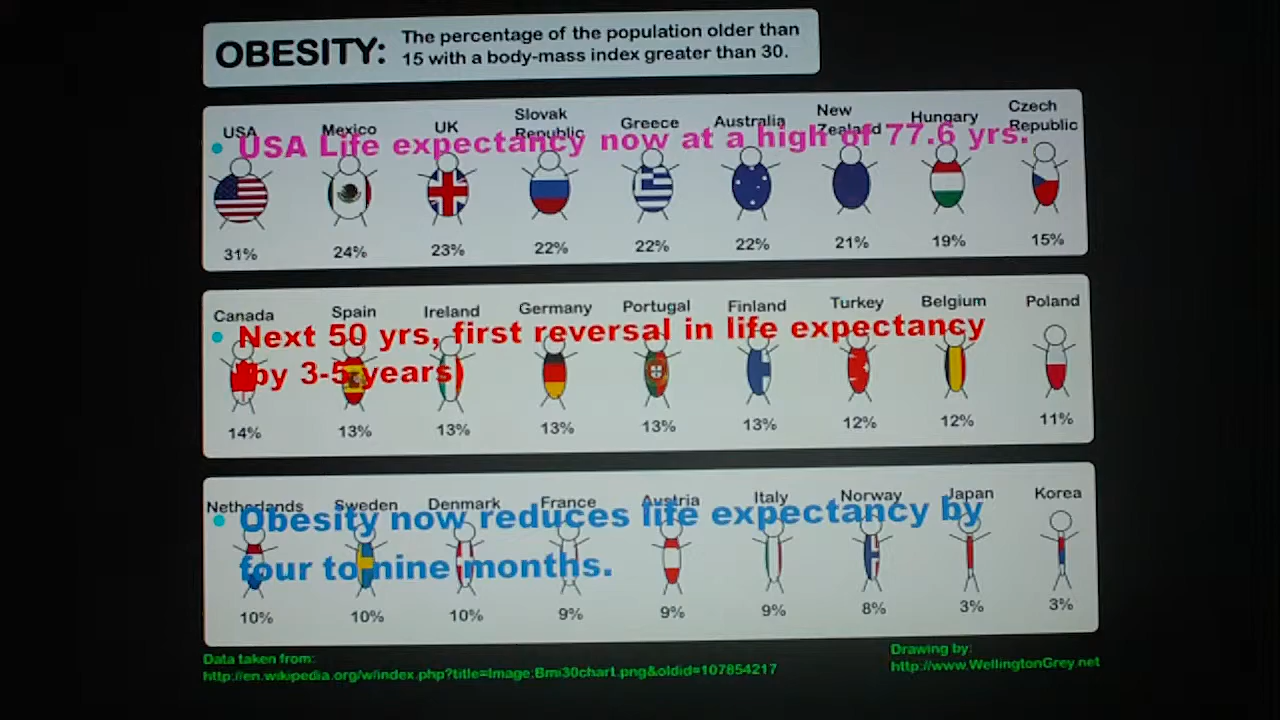 OBESITY: The percentage of the population older than
15 with a body-mass index greater than 30.
USA Mexico UK Slovak Republic Greece Australia New Zealand Hungary Czech Republic
• USA Life expectancy now at a high of 77.6 yrs.
31% 24% 23% 22% 22% 22% 21% 19% 15%
Canada Spain Ireland Germany Portugal Finland Turkey Belgium Poland
• Next 50 yrs, first reversal in life expectancy
(by 3-5 years)
14% 13% 13% 13% 13% 13% 12% 12% 11%
Netherlands Sweden Denmark France Austria Italy Norway Japan Korea
• Obesity now reduces life expectancy by
four to nine months.
10% 10% 10% 9% 9% 9% 8% 3% 3%
Data taken from:
http://en.wikipedia.org/w/index.php?title=Image:Bmi30chart.png&oldid=107854217
Drawing by:
http://www.WellingtonGrey.net